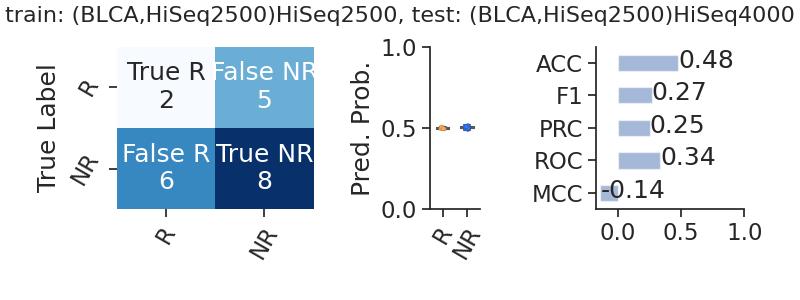 train: (BLCA,HiSeq2500)HiSeq2500, test: (BLCA,HiSeq2500)HiSeq4000
True Label
R
NR
True R
2
False NR
5
False R
6
True NR
8
R
NR
Pred. Prob.
1.0
0.5
0.0
R
NR
ACC
F1
PRC
ROC
MCC
0.48
0.27
0.25
0.34
-0.14
0.0
0.5
1.0